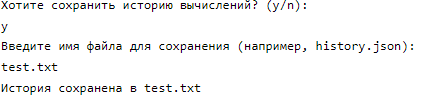 Хотите сохранить историю вычислений? (y/n):
y
Введите имя файла для сохранения (например, history.json):
test.txt
История сохранена в test.txt